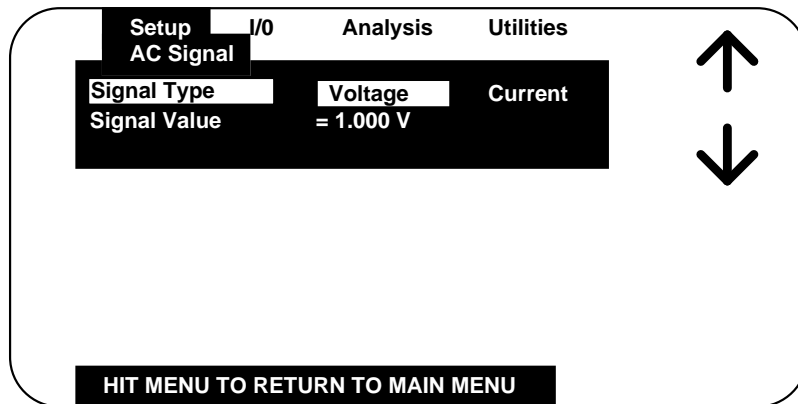 Setup I/0 Analysis Utilities
AC Signal
Signal Type Voltage Current
Signal Value = 1.000 V
HIT MENU TO RETURN TO MAIN MENU